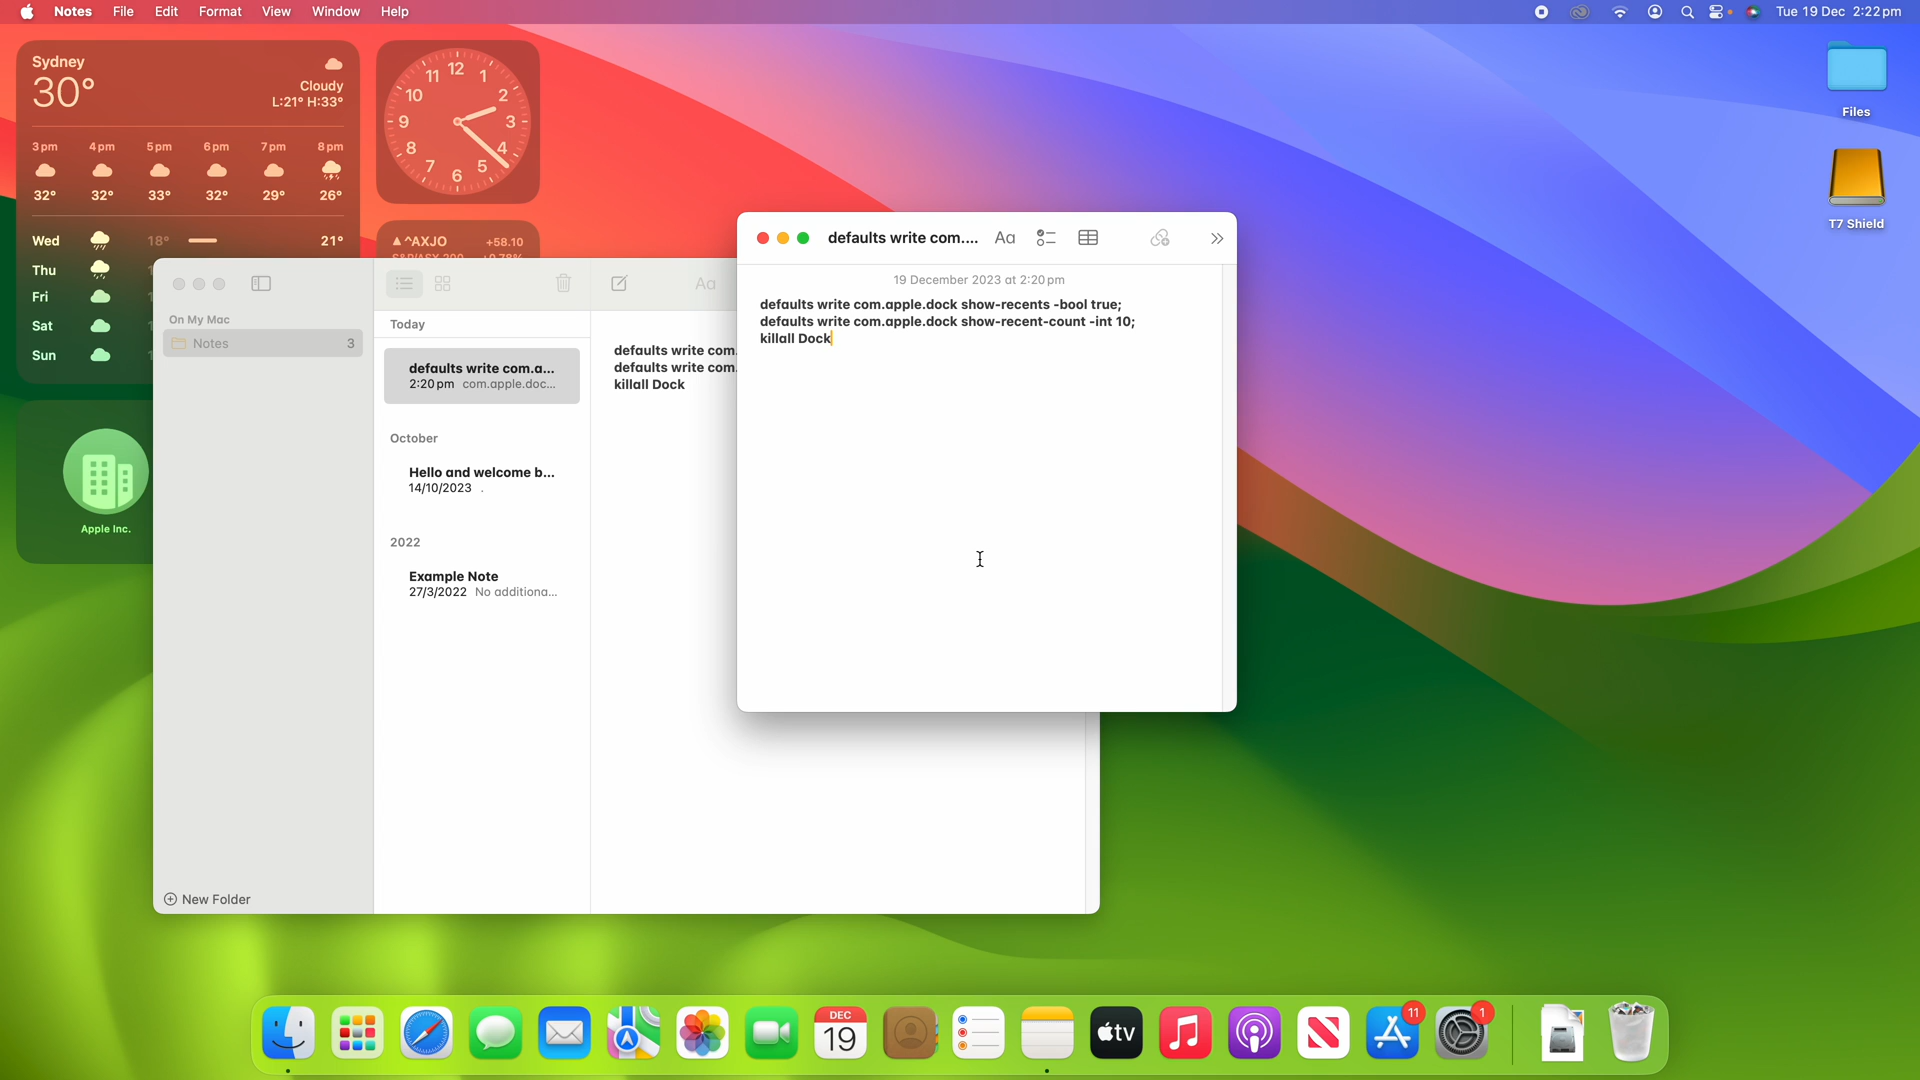 Notes File Edit Format View Window Help
Tue 19 Dec 2:22 pm
Sydney
30°
Cloudy
L:21° H:33°
3 pm 4 pm 5 pm 6 pm 7 pm 8 pm
32° 32° 33° 32° 29° 26°
Wed 18° 21°
Thu
Fri
Sat
Sun
Apple Inc.
12 1 2 3 4 5 6 7 8 9 10 11
▲ ^AXJO +58.10
S&P/ASX 200 +0.78%
Files
T7 Shield
On My Mac
Notes 3
New Folder
Aa
Today
defaults write com.a...
2:20 pm com.apple.doc...
October
Hello and welcome b...
14/10/2023 .
2022
Example Note
27/3/2022 No additiona...
defaults write com.
defaults write com.
killall Dock
defaults write com.... Aa
19 December 2023 at 2:20 pm
defaults write com.apple.dock show-recents -bool true;
defaults write com.apple.dock show-recent-count -int 10;
killall Dock
DEC
19
tv
11
1